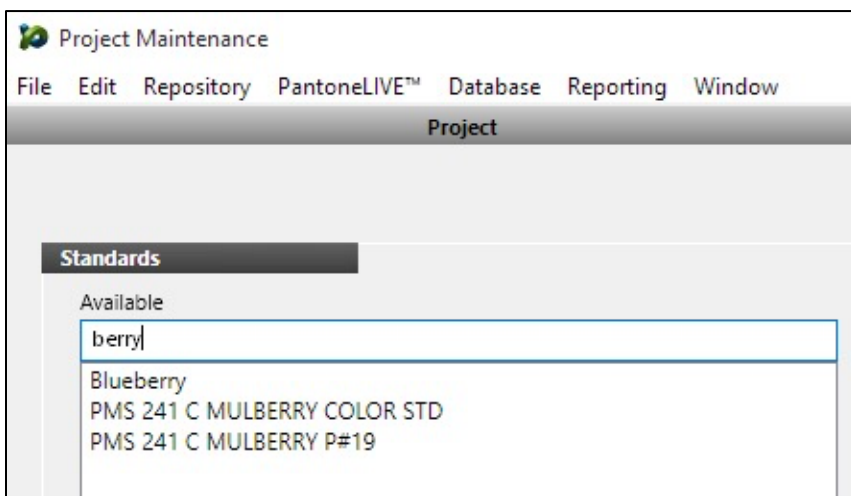 Project Maintenance
File Edit Repository PantoneLIVE™ Database Reporting Window
Project
Standards
Available
berry
Blueberry
PMS 241 C MULBERRY COLOR STD
PMS 241 C MULBERRY P#19